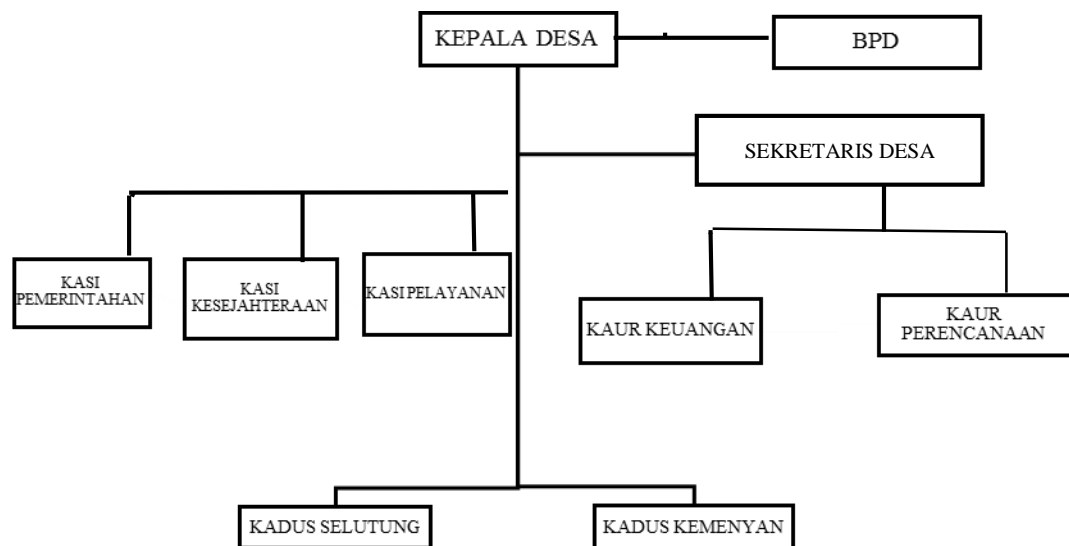 KEPALA DESA
BPD
SEKRETARIS DESA
KASI
PEMERINTAHAN
KASI
KESEJAHTERAAN
KASI PELAYANAN
KAUR KEUANGAN
KAUR
PERENCANAAN
KADUS SELUTUNG
KADUS KEMENYAN